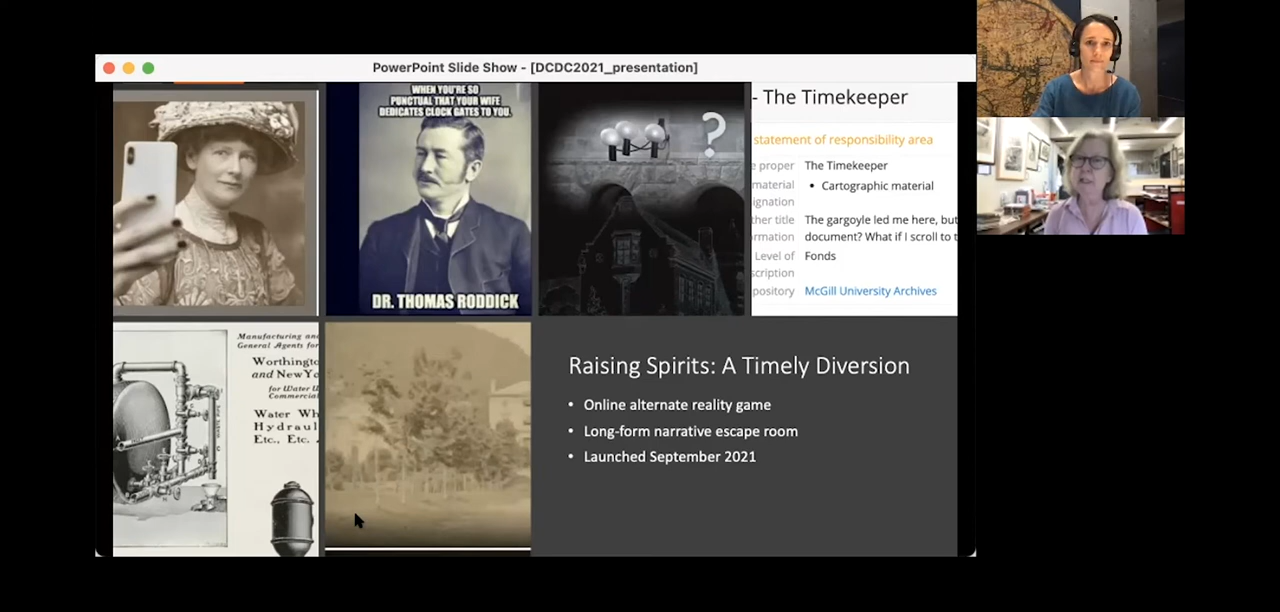 PowerPoint Slide Show - [DCDC2021_presentation]
WHEN YOU'RE SO
PUNCTUAL THAT YOUR WIFE
DEDICATES CLOCK GATES TO YOU.
DR. THOMAS RODDICK
?
- The Timekeeper
statement of responsibility area
e proper The Timekeeper
material • Cartographic material
ignation
ther title The gargoyle led me here, but
rmation document? What if I scroll to t
Level of Fonds
scription
pository McGill University Archives
Manufacturing an
General Agents for
Worthingto
and New Yo
for Water W
Commercial
Water Wh
Hydraul
Etc., Etc.
Raising Spirits: A Timely Diversion
• Online alternate reality game
• Long-form narrative escape room
• Launched September 2021